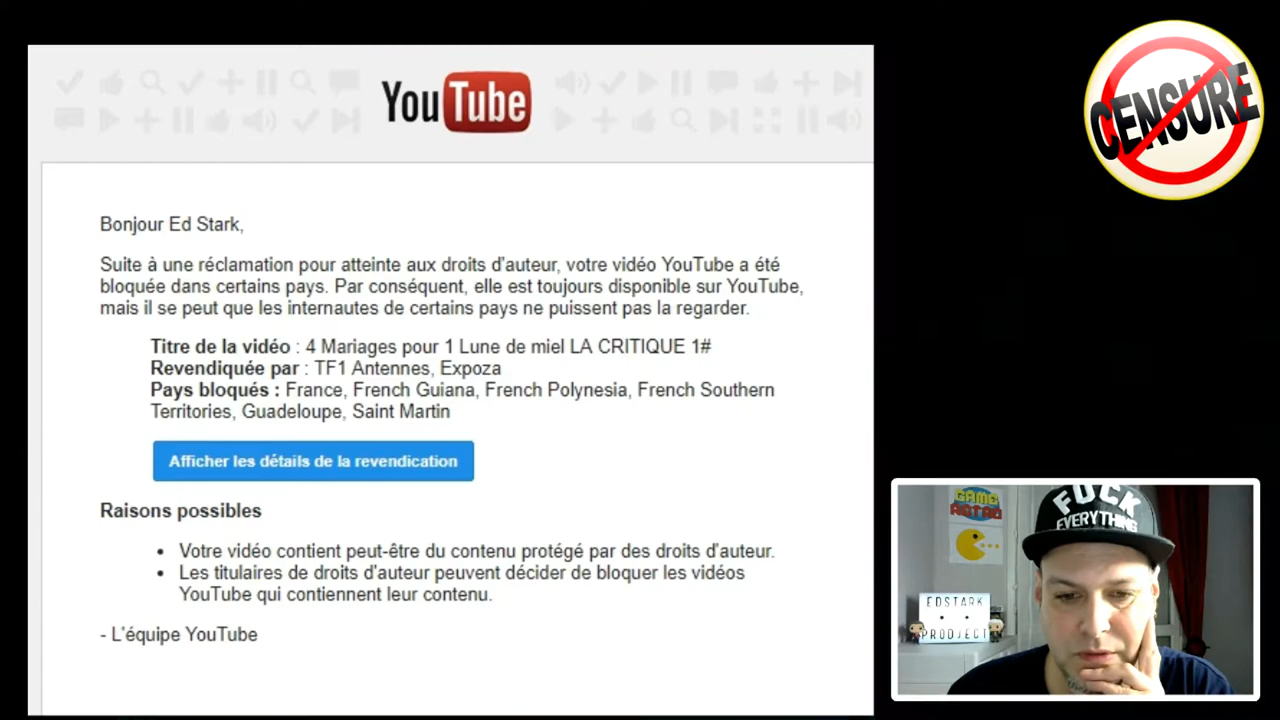 YouTube
CENSURE
Bonjour Ed Stark,
Suite à une réclamation pour atteinte aux droits d'auteur, votre vidéo YouTube a été
bloquée dans certains pays. Par conséquent, elle est toujours disponible sur YouTube,
mais il se peut que les internautes de certains pays ne puissent pas la regarder.
Titre de la vidéo : 4 Mariages pour 1 Lune de miel LA CRITIQUE 1#
Revendiquée par : TF1 Antennes, Expoza
Pays bloqués : France, French Guiana, French Polynesia, French Southern
Territories, Guadeloupe, Saint Martin
Afficher les détails de la revendication
Raisons possibles
• Votre vidéo contient peut-être du contenu protégé par des droits d'auteur.
• Les titulaires de droits d'auteur peuvent décider de bloquer les vidéos
YouTube qui contiennent leur contenu.
- L'équipe YouTube
GAME
RETRO
FUCK
EVERYTHING
EDSTARK
PRODJECT